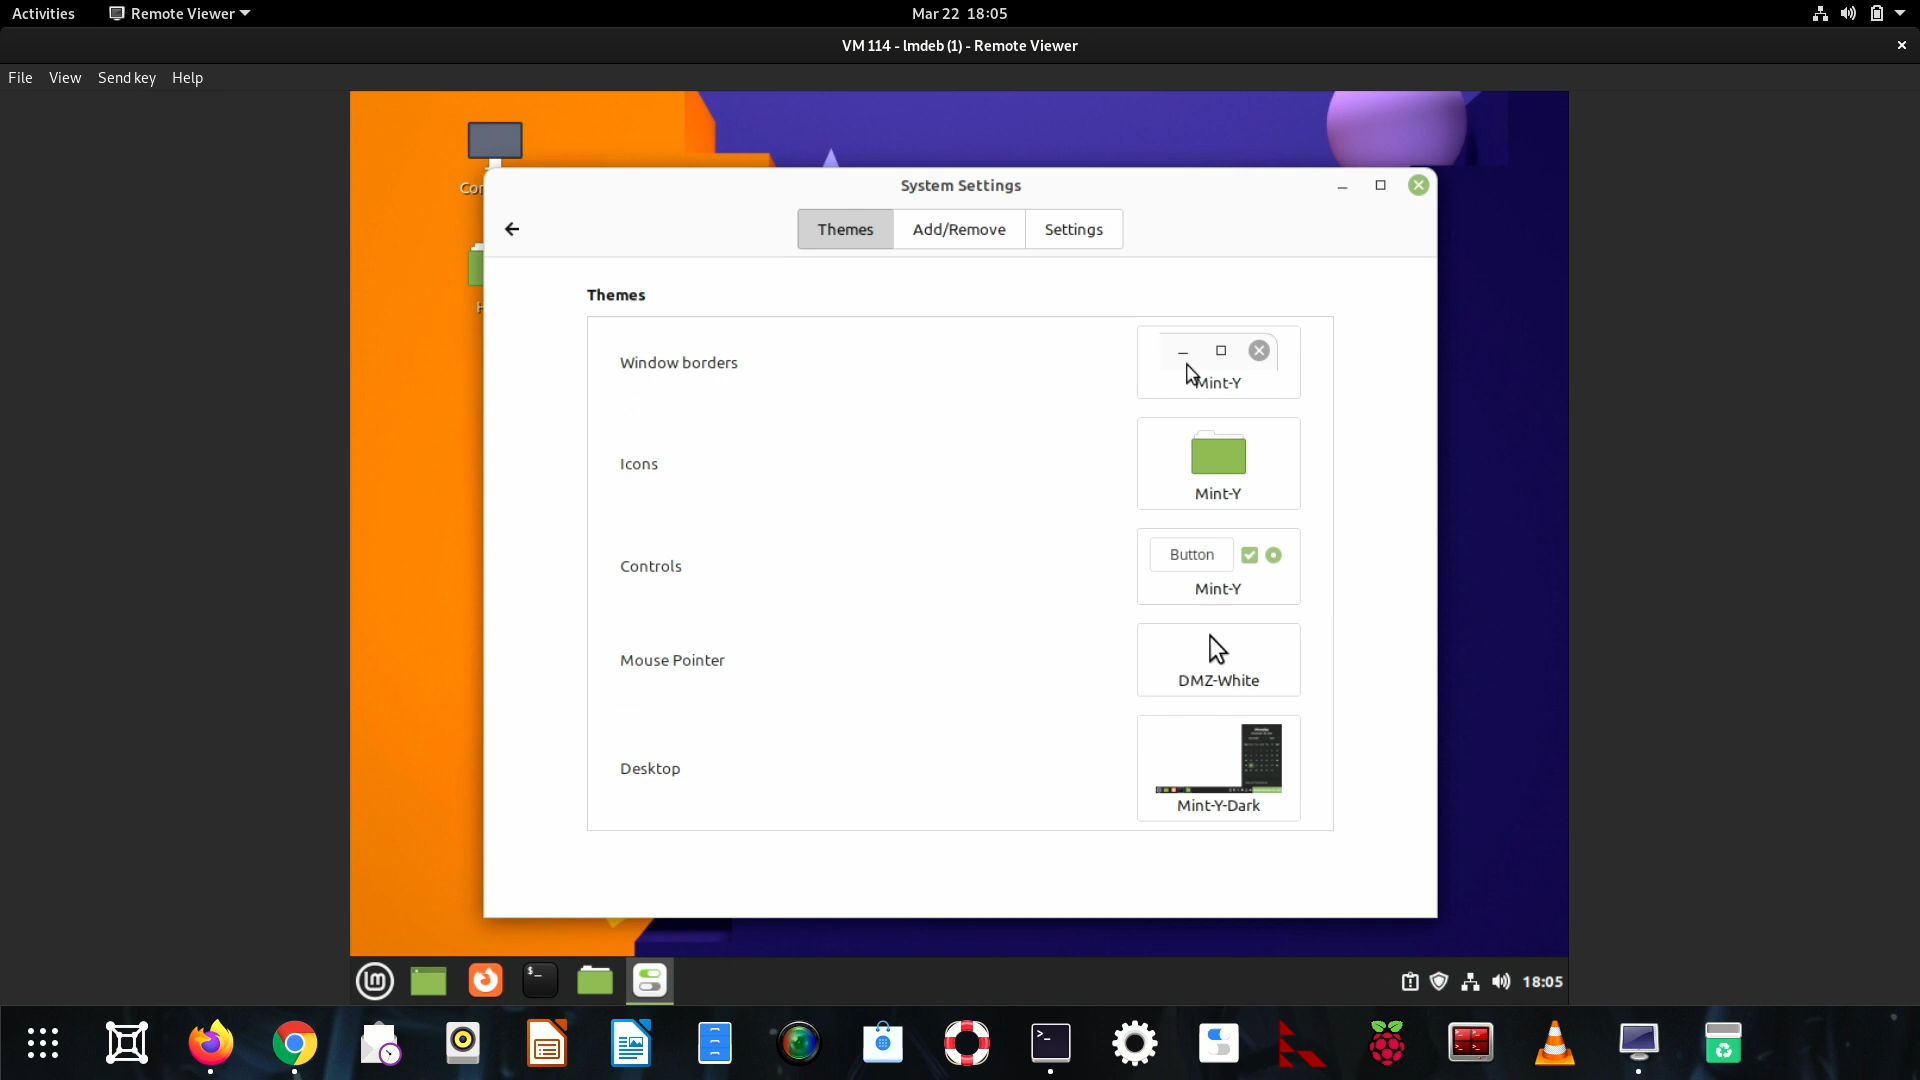 Activities
Remote Viewer
Mar 22 18:05
VM 114 - lmdeb (1) - Remote Viewer
File View Send key Help
System Settings
Themes Add/Remove Settings
Themes
Window borders
Mint-Y
Icons
Mint-Y
Controls
Button
Mint-Y
Mouse Pointer
DMZ-White
Desktop
Mint-Y-Dark
18:05